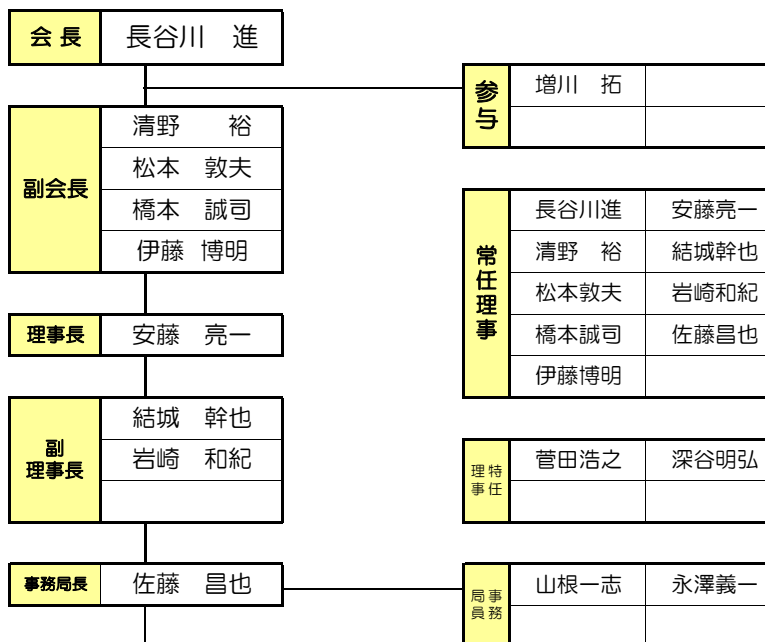 会 長 長谷川　進
参与 増川　拓
副会長
清野　　裕
松本　敦夫
橋本　誠司
伊藤 博明
常任理事
長谷川進 安藤亮一
清野　裕 結城幹也
松本敦夫 岩崎和紀
橋本誠司 佐藤昌也
伊藤博明
理事長 安藤　亮一
副
理事長
結城　幹也
岩崎　和紀
特任理事 菅田浩之 深谷明弘
事務局長 佐藤　昌也
事務局員 山根一志 永澤義一